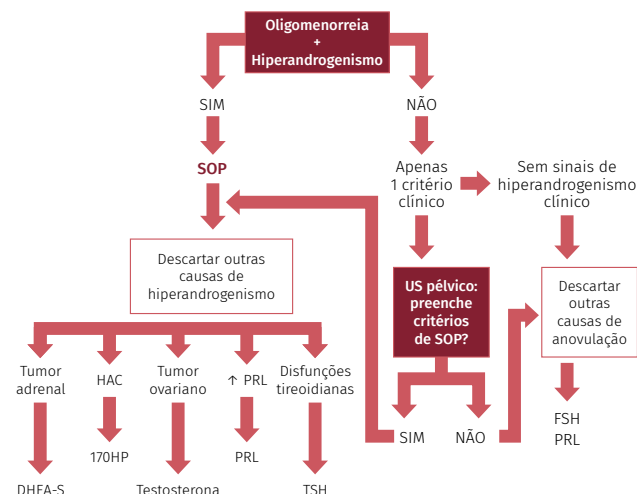 Oligomenorreia
+
Hiperandrogenismo
SIM
NÃO
SOP
Apenas
1 critério
clínico
Sem sinais de
hiperandrogenismo
clínico
Descartar outras
causas de
hiperandrogenismo
US pélvico:
preenche
critérios
de SOP?
Descartar
outras
causas de
anovulação
Tumor
adrenal
HAC
Tumor
ovariano
↑ PRL
Disfunções
tireoidianas
SIM
NÃO
FSH
PRL
170HP
PRL
DHEA-S
Testosterona
TSH